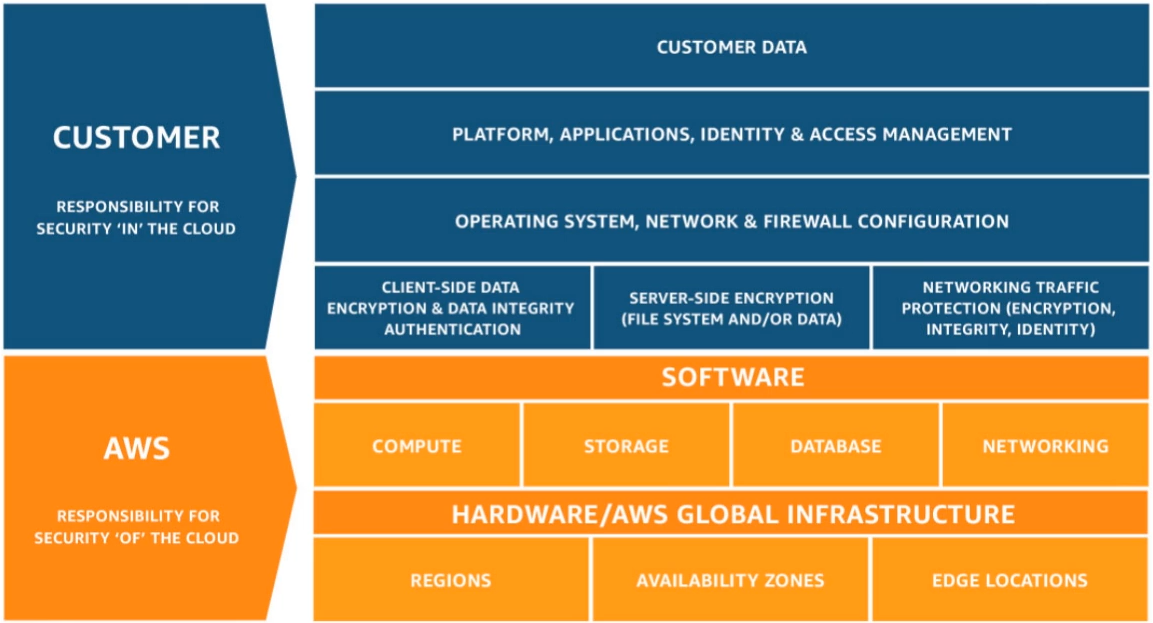 CUSTOMER
RESPONSIBILITY FOR
SECURITY ‘IN’ THE CLOUD
CUSTOMER DATA
PLATFORM, APPLICATIONS, IDENTITY & ACCESS MANAGEMENT
OPERATING SYSTEM, NETWORK & FIREWALL CONFIGURATION
CLIENT-SIDE DATA
ENCRYPTION & DATA INTEGRITY
AUTHENTICATION
SERVER-SIDE ENCRYPTION
(FILE SYSTEM AND/OR DATA)
NETWORKING TRAFFIC
PROTECTION (ENCRYPTION,
INTEGRITY, IDENTITY)
AWS
RESPONSIBILITY FOR
SECURITY ‘OF’ THE CLOUD
SOFTWARE
COMPUTE
STORAGE
DATABASE
NETWORKING
HARDWARE/AWS GLOBAL INFRASTRUCTURE
REGIONS
AVAILABILITY ZONES
EDGE LOCATIONS